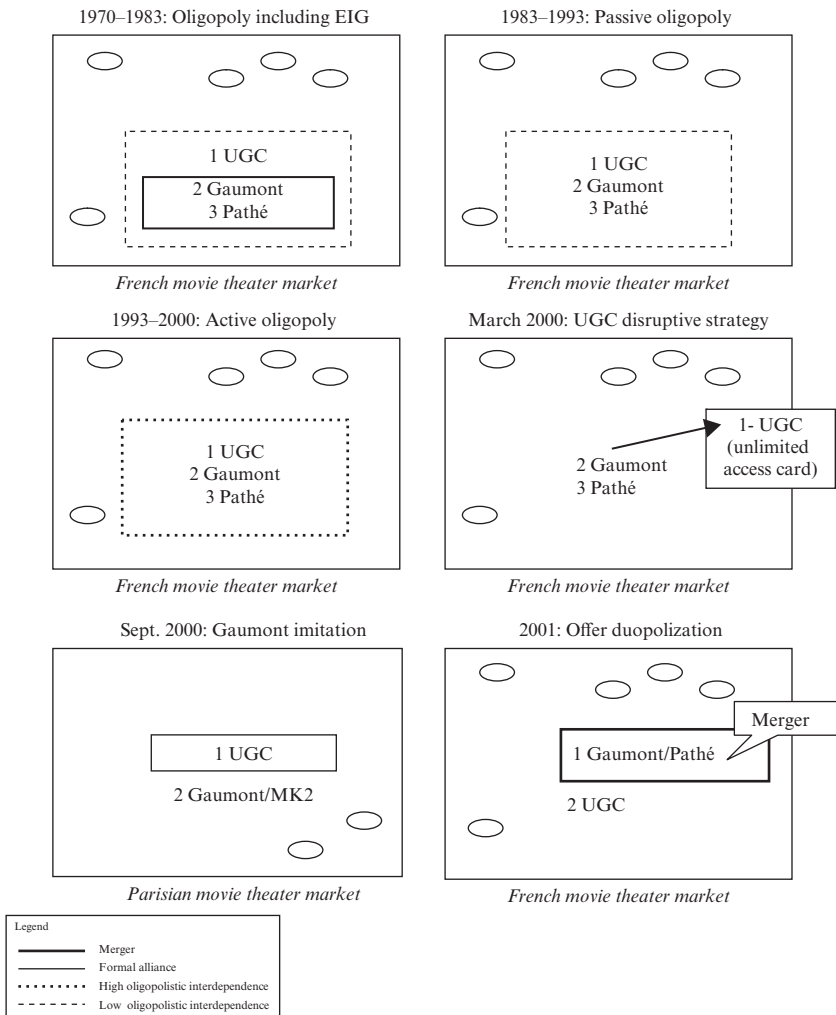 1970–1983: Oligopoly including EIG
1 UGC
2 Gaumont
3 Pathé
French movie theater market
1983–1993: Passive oligopoly
1 UGC
2 Gaumont
3 Pathé
French movie theater market
1993–2000: Active oligopoly
1 UGC
2 Gaumont
3 Pathé
French movie theater market
March 2000: UGC disruptive strategy
1- UGC
(unlimited
access card)
2 Gaumont
3 Pathé
French movie theater market
Sept. 2000: Gaumont imitation
1 UGC
2 Gaumont/MK2
Parisian movie theater market
2001: Offer duopolization
Merger
1 Gaumont/Pathé
2 UGC
French movie theater market
Legend
Merger
Formal alliance
High oligopolistic interdependence
Low oligopolistic interdependence